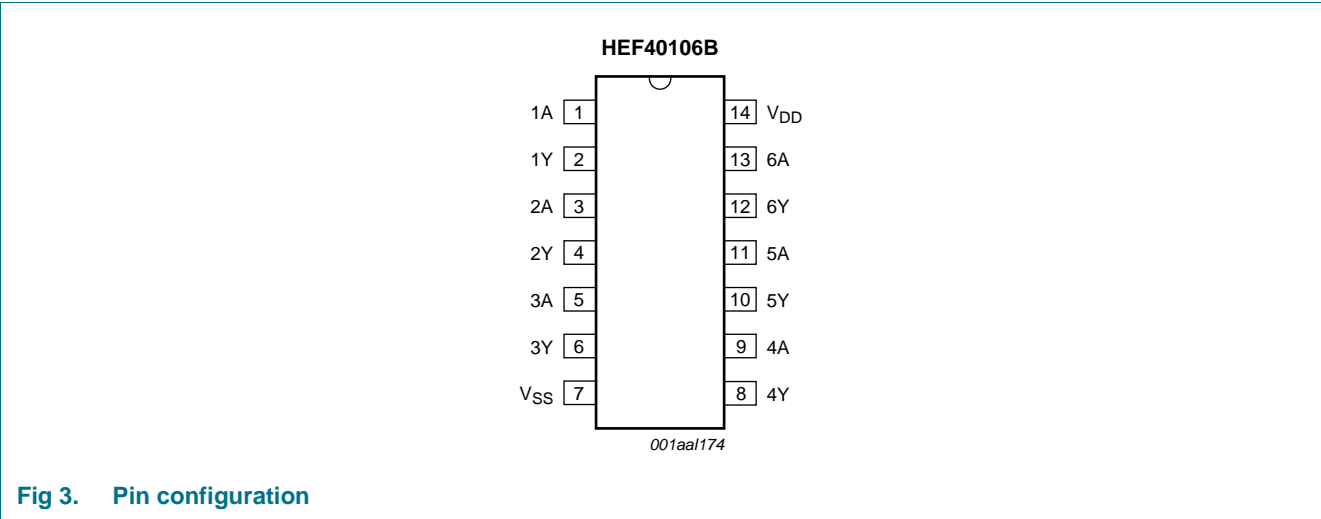 HEF40106B
1A 1 14 VDD
1Y 2 13 6A
2A 3 12 6Y
2Y 4 11 5A
3A 5 10 5Y
3Y 6 9 4A
VSS 7 8 4Y
001aal174
Fig 3. Pin configuration